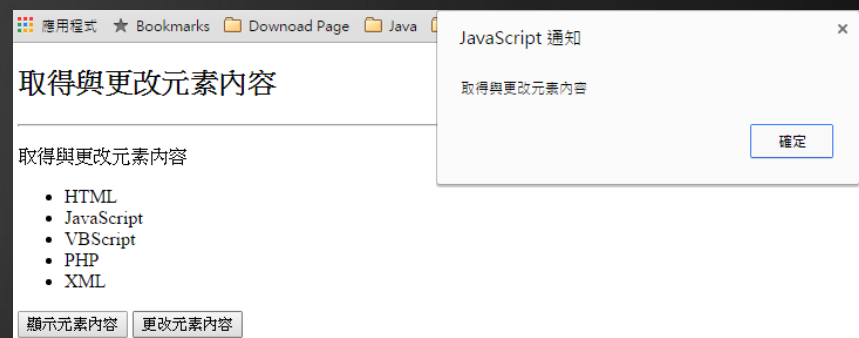 應用程式 Bookmarks Downoad Page Java
JavaScript 通知
取得與更改元素內容
確定
取得與更改元素內容
取得與更改元素內容
HTML
JavaScript
VBScript
PHP
XML
顯示元素內容 更改元素內容